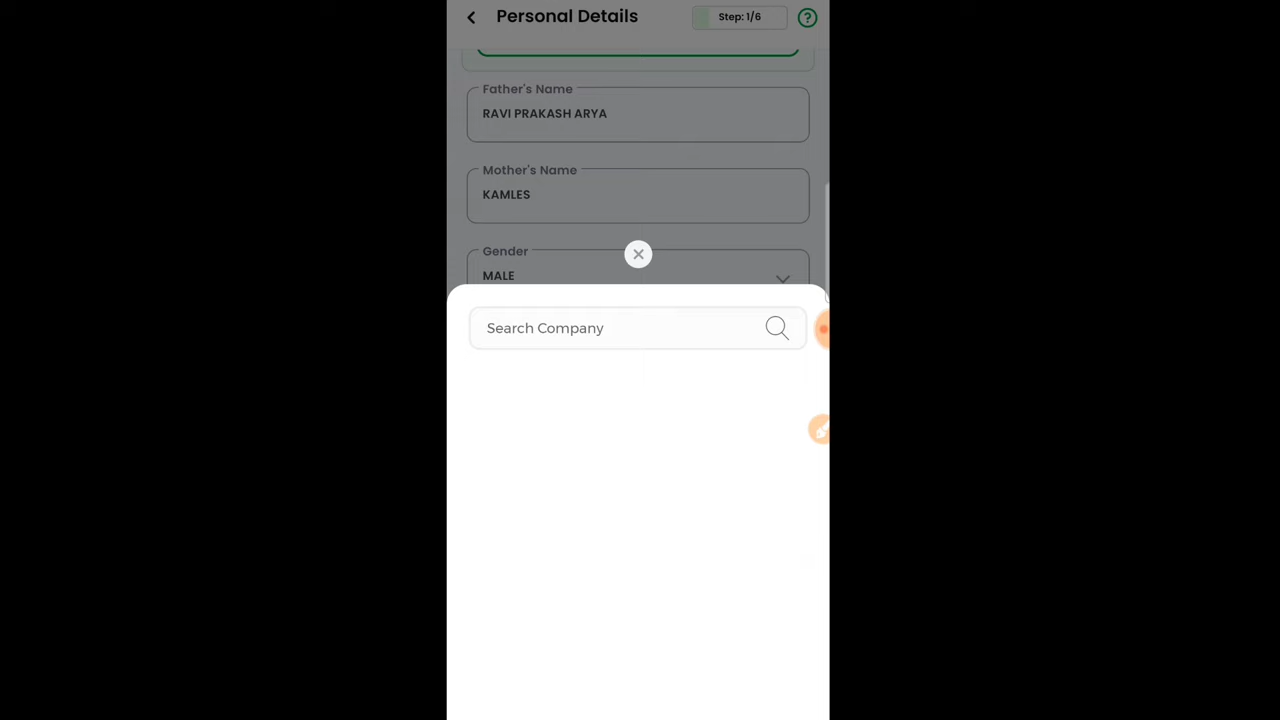 Personal Details
Step: 1/6
?
Father's Name
RAVI PRAKASH ARYA
Mother's Name
KAMLES
Gender
MALE
Search Company